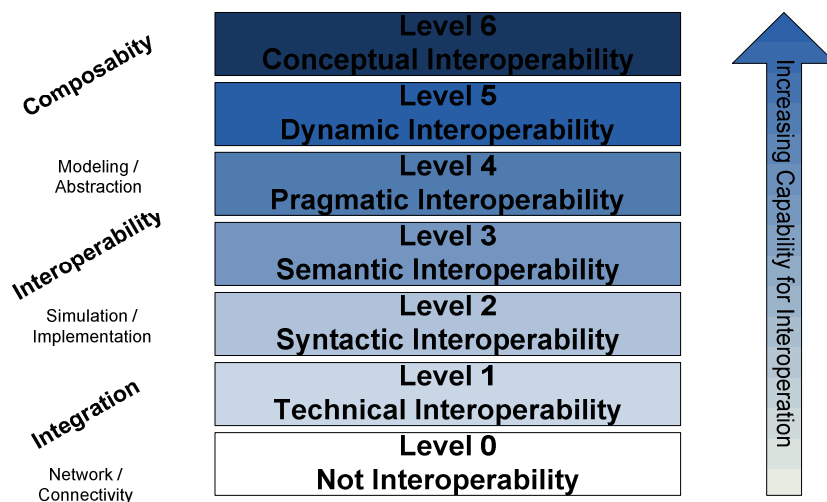 Composabity
Modeling /
Abstraction
Interoperability
Simulation /
Implementation
Integration
Network /
Connectivity
Level 6
Conceptual Interoperability
Level 5
Dynamic Interoperability
Level 4
Pragmatic Interoperability
Level 3
Semantic Interoperability
Level 2
Syntactic Interoperability
Level 1
Technical Interoperability
Level 0
Not Interoperability
Increasing Capability for Interoperation